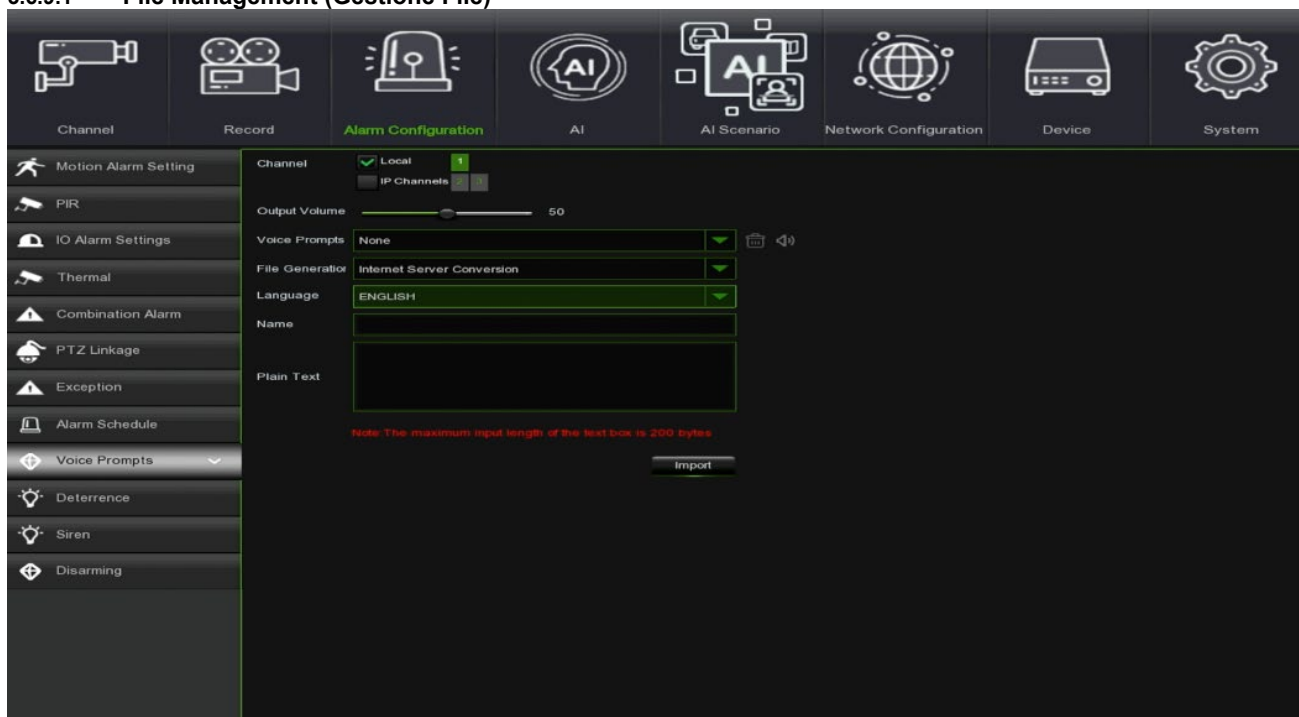 File Management (Gestione File)
AI
AI
Channel
Record
Alarm Configuration
AI
AI Scenario
Network Configuration
Device
System
Motion Alarm Setting
PIR
IO Alarm Settings
Thermal
Combination Alarm
PTZ Linkage
Exception
Alarm Schedule
Voice Prompts
Deterrence
Siren
Disarming
Channel Local 1
IP Channels 2 3
Output Volume 50
Voice Prompts None
File Generation Internet Server Conversion
Language ENGLISH
Name
Plain Text
Note:The maximum input length of the text box is 200 bytes
Import